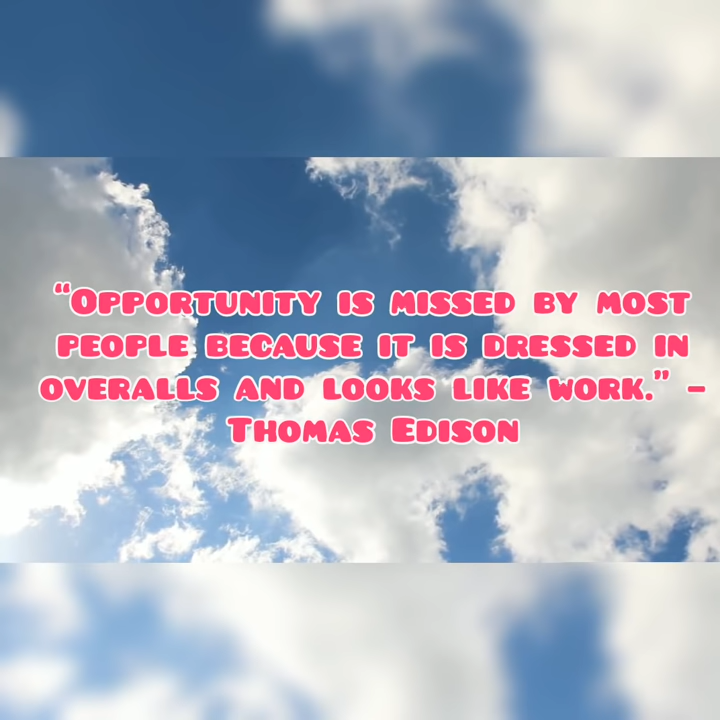 “Opportunity is missed by most
people because it is dressed in
overalls and looks like work.” –
Thomas Edison